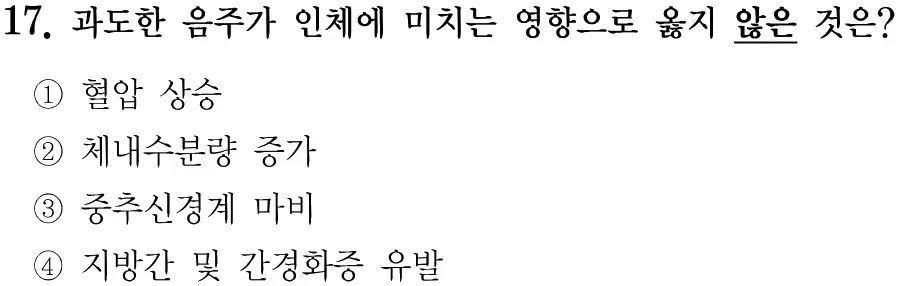 17. 과도한 음주가 인체에 미치는 영향으로 옳지 않은 것은?
① 혈압 상승
② 체내수분량 증가
③ 중추신경계 마비
④ 지방간 및 간경화증 유발